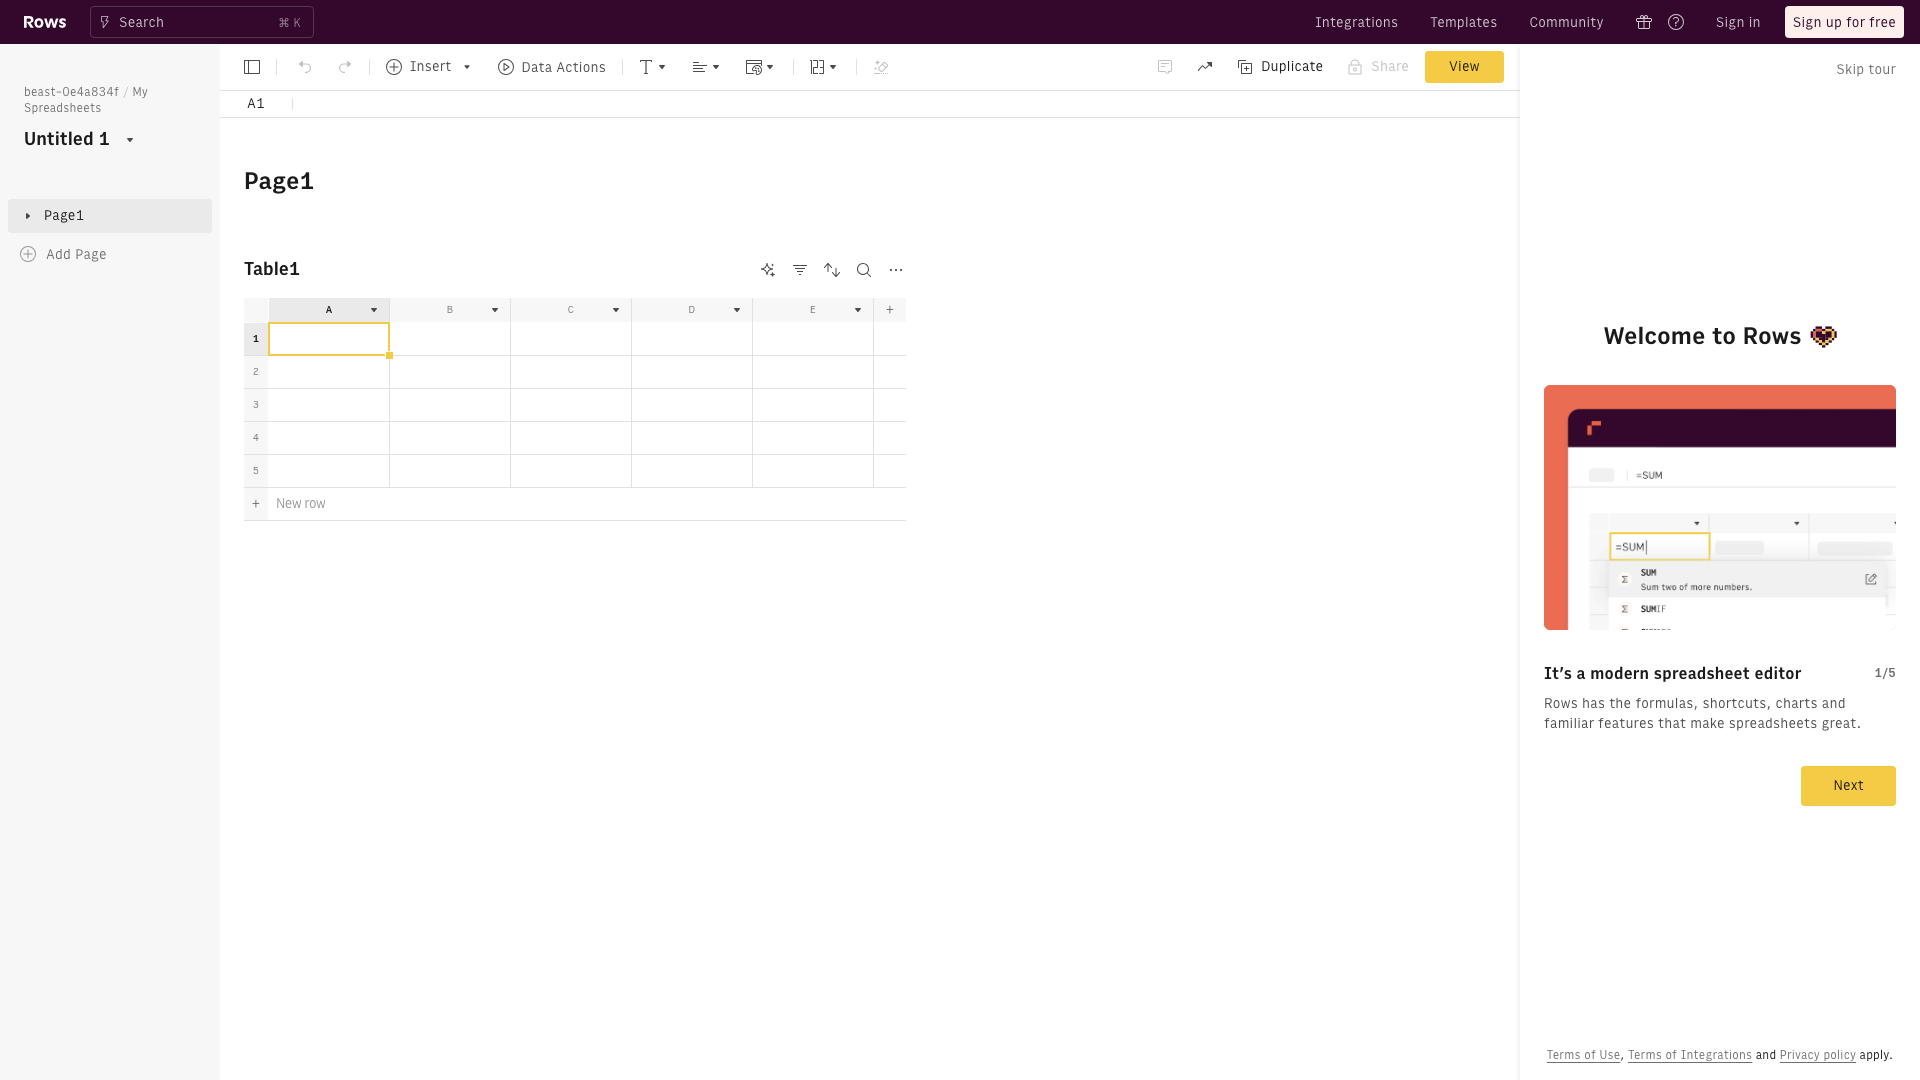 Rows
Search
⌘ K
Integrations
Templates
Community
Sign in
Sign up for free
beast-0e4a834f / My
Spreadsheets
Untitled 1
Page1
Add Page
Insert
Data Actions
Duplicate
Share
View
A1
Page1
Table1
A B C D E +
1
2
3
4
5
+ New row
Skip tour
Welcome to Rows
=SUM
=SUM
SUM
Sum two of more numbers.
SUMIF
It’s a modern spreadsheet editor
1/5
Rows has the formulas, shortcuts, charts and
familiar features that make spreadsheets great.
Next
Terms of Use, Terms of Integrations and Privacy policy apply.